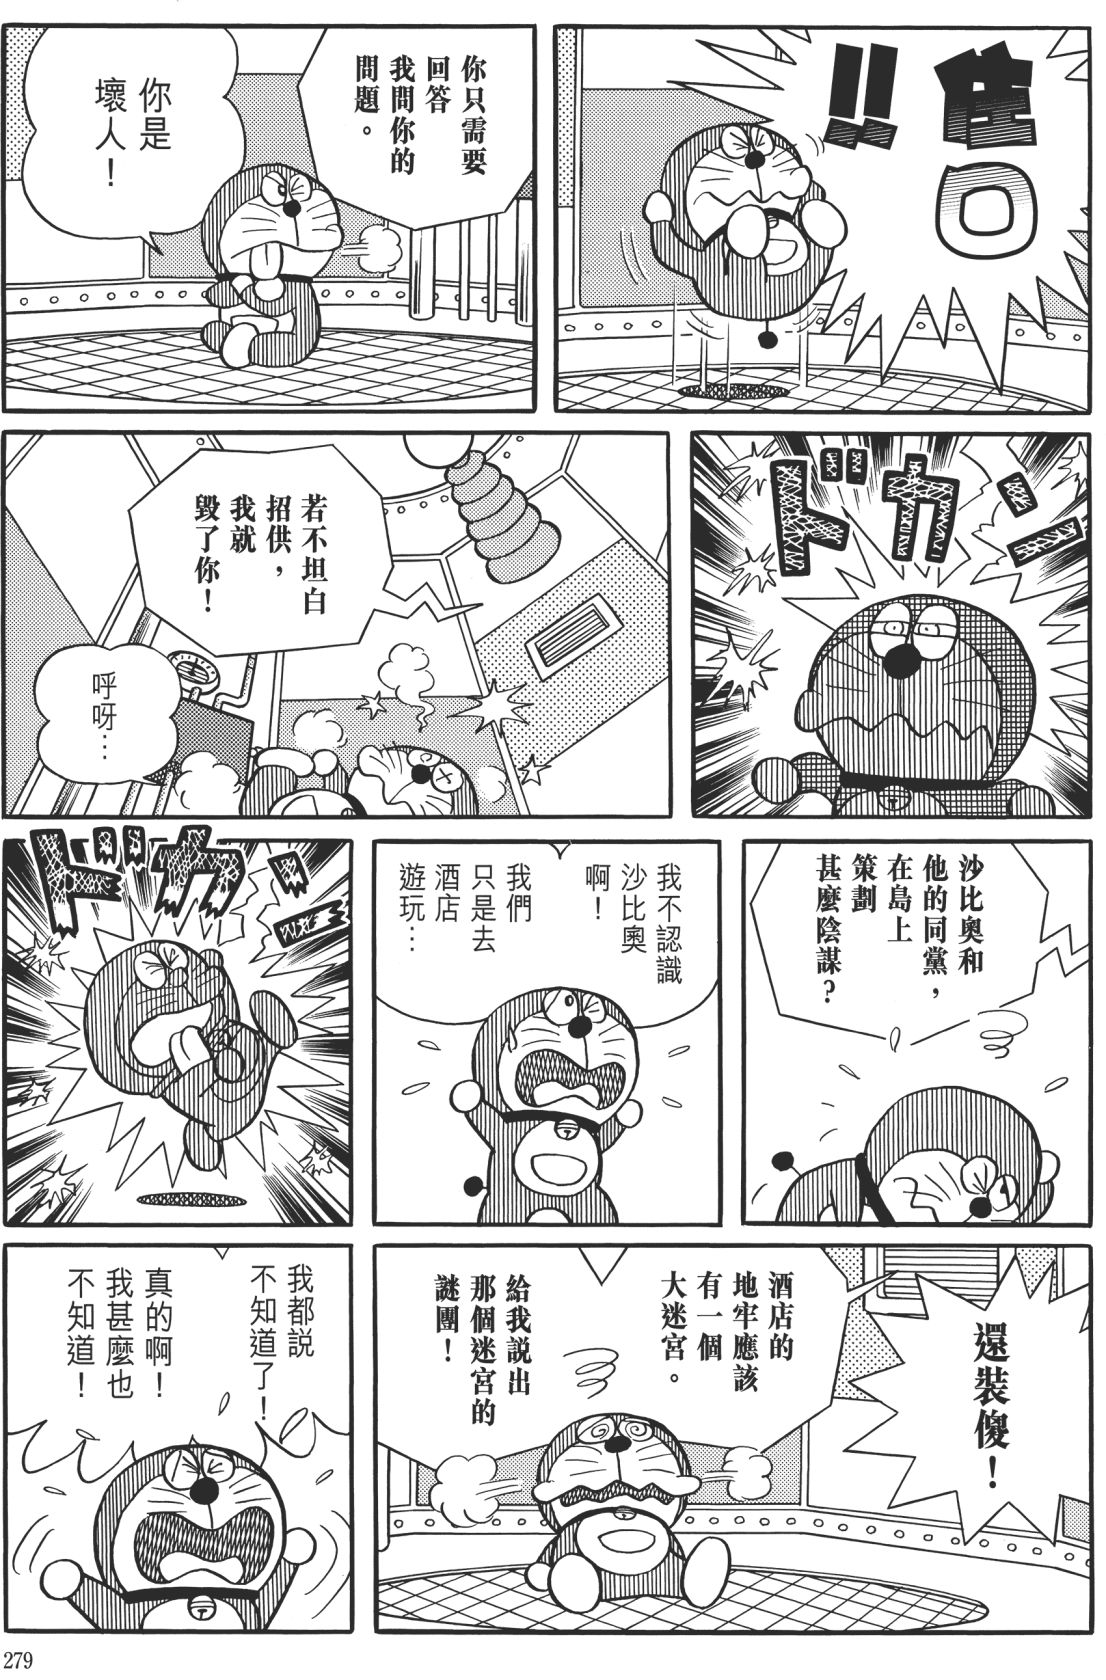 住
口
!!
你只需要
回答
我問你的
問題。
你是
壞人！
ドカン
若不坦白
招供，
我就
毀了你！
呼呀…
沙比奧和
他的同黨，
在島上
策劃
甚麼陰謀？
我不認識
沙比奧
啊！
我們
只是去
酒店
遊玩…
ドカン
還裝傻！
酒店的
地牢應該
有一個
大迷宮。
給我説出
那個迷宮的
謎團！
我都説
不知道了！
真的啊！
我甚麼也
不知道！
279